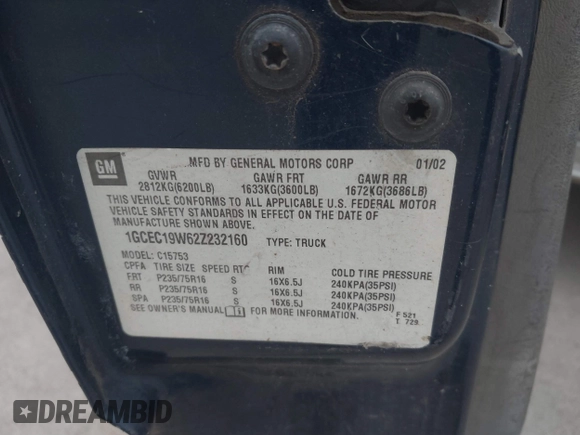 MFD BY GENERAL MOTORS CORP 01/02
GM
GVWR GAWR FRT GAWR RR
2812KG(6200LB) 1633KG(3600LB) 1672KG(3686LB)
THIS VEHICLE CONFORMS TO ALL APPLICABLE U.S. FEDERAL MOTOR
VEHICLE SAFETY STANDARDS IN EFFECT ON THE DATE OF
MANUFACTURE SHOWN ABOVE.
1GCEC19W62Z232160 TYPE: TRUCK
MODEL: C15753
CPFA TIRE SIZE SPEED RT RIM COLD TIRE PRESSURE
FRT P235/75R16 S 16X6.5J 240KPA(35PSI)
RR P235/75R16 S 16X6.5J 240KPA(35PSI)
SPA P235/75R16 S 16X6.5J 240KPA(35PSI)
SEE OWNER'S MANUAL FOR MORE INFORMATION.
F 521
T 729
DREAMBID